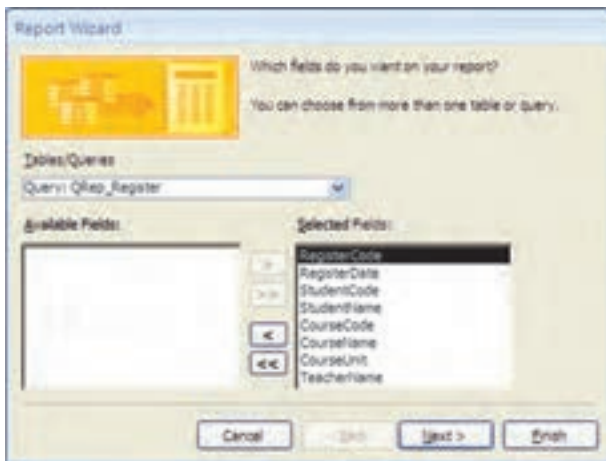 Report Wizard
Which fields do you want on your report?
You can choose from more than one table or query.
Tables/Queries
Query: QRep_Register
Available Fields:
Selected Fields:
>
>>
<
<<
RegisterCode
RegisterDate
StudentCode
StudentName
CourseCode
CourseName
CourseUnit
TeacherName
Cancel
Next >
Finish